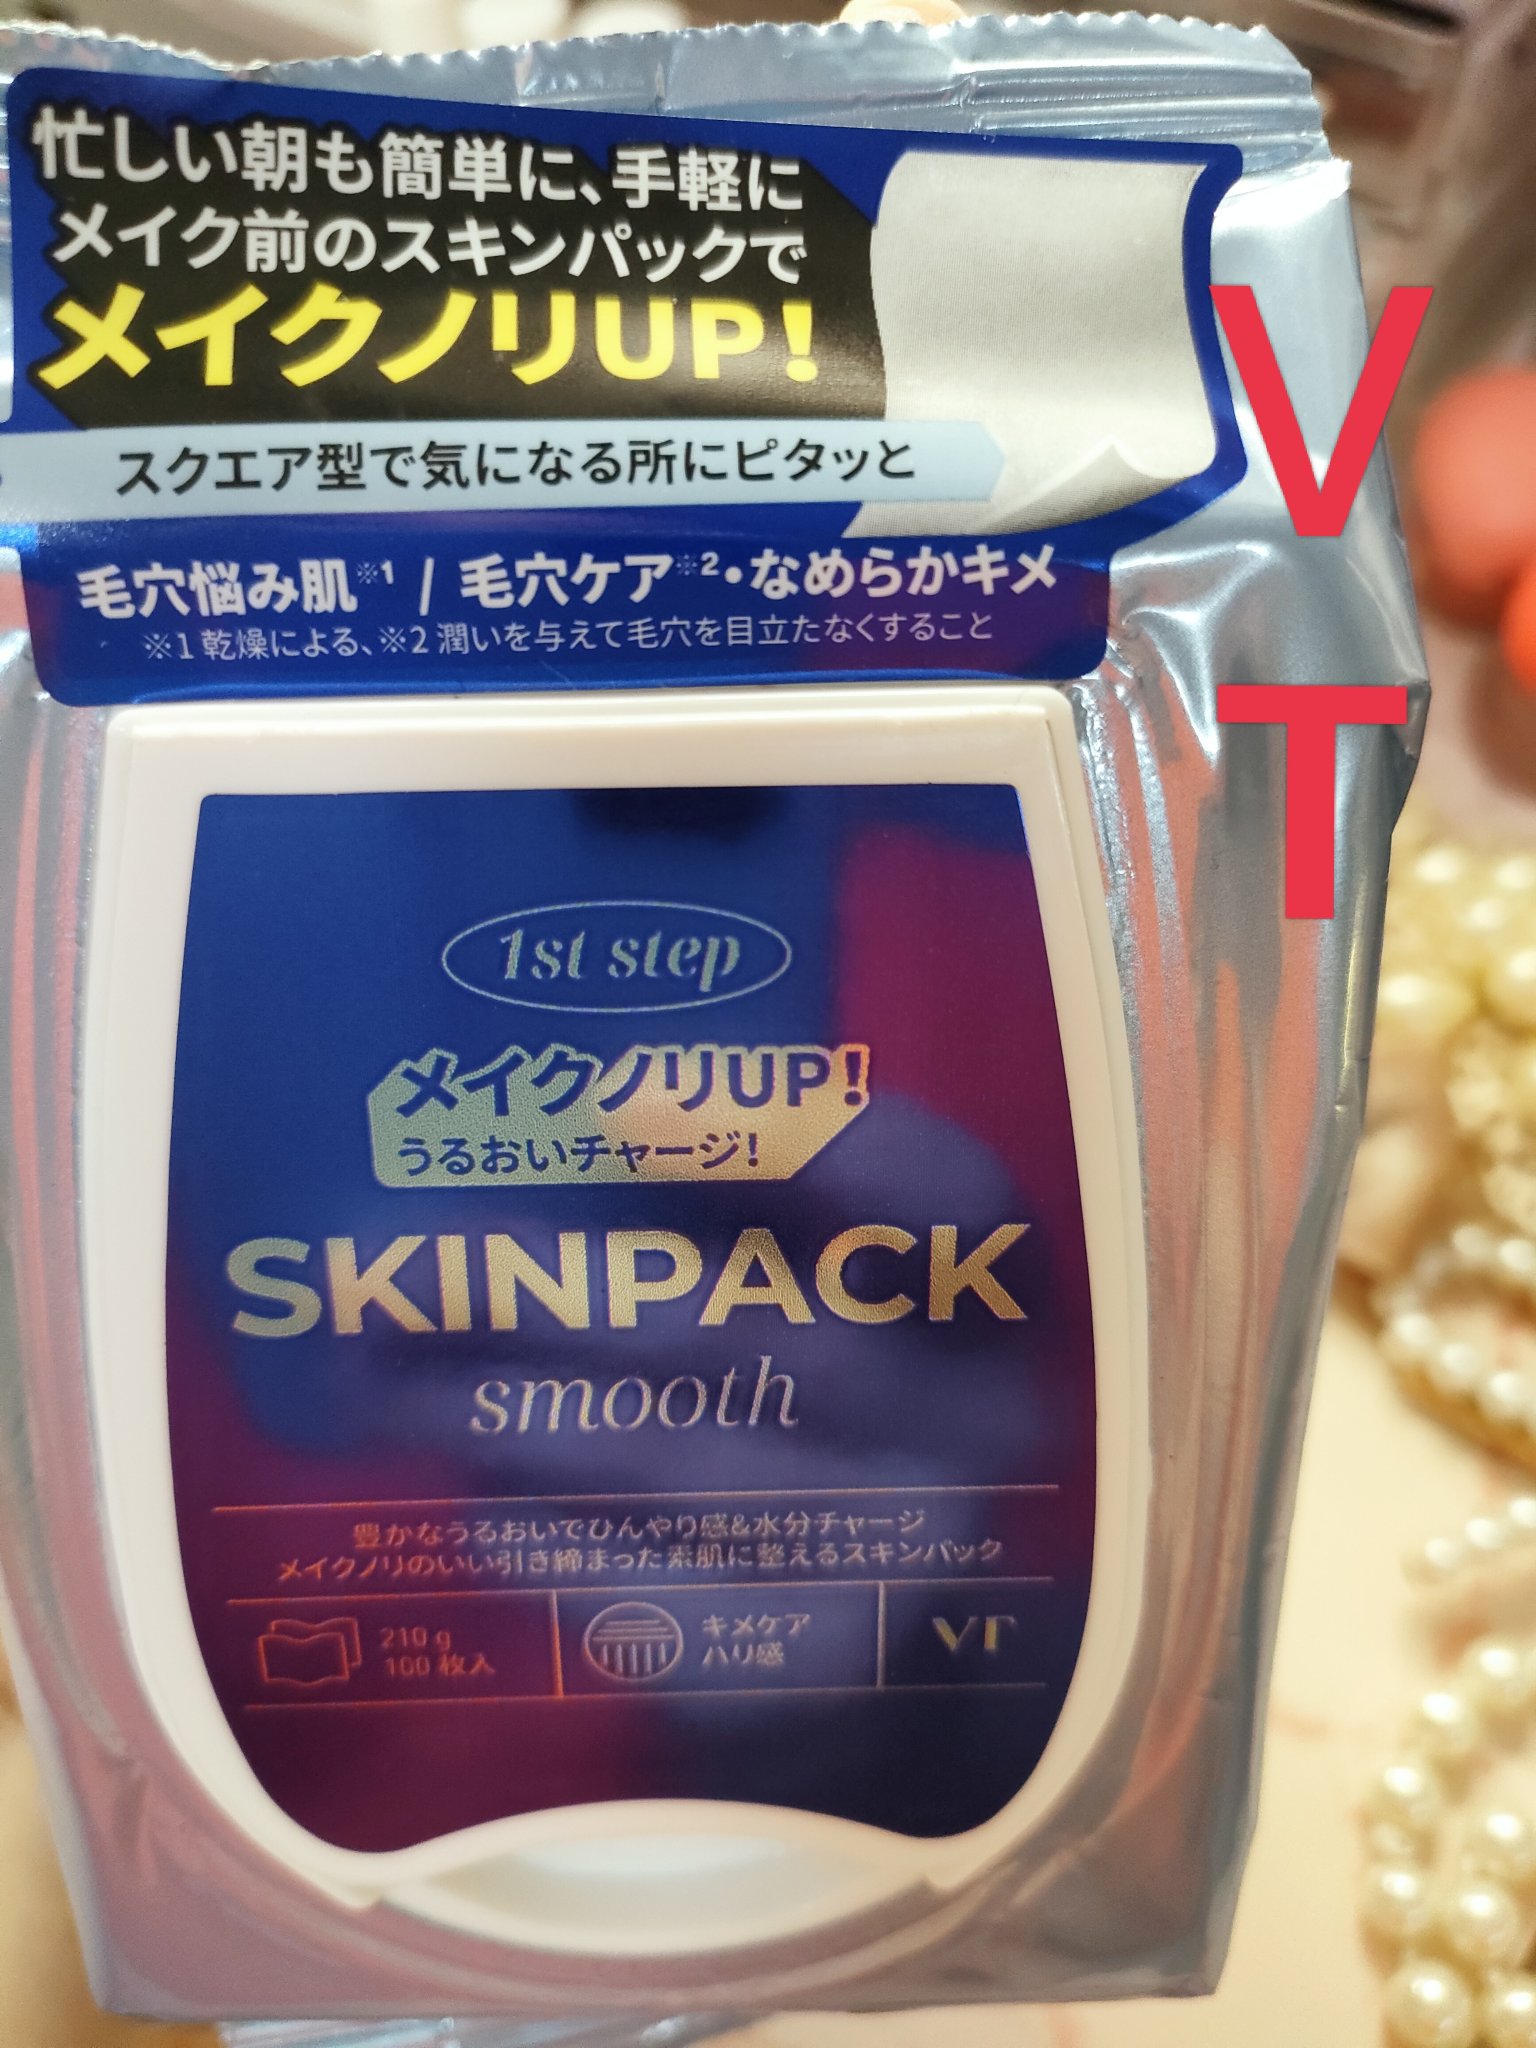 忙しい朝も簡単に、手軽に
メイク前のスキンパックで
メイクノリUP!
スクエア型で気になる所にピタッと
毛穴悩み肌※1 / 毛穴ケア※2・なめらかキメ
※1 乾燥による、※2 潤いを与えて毛穴を目立たなくすること
V
T
1st step
メイクノリUP!
うるおいチャージ!
SKINPACK
smooth
豊かなうるおいでひんやり感&水分チャージ
メイクノリのいい引き締まった素肌に整えるスキンパック
210 g
100 枚入
キメケア
ハリ感
VT